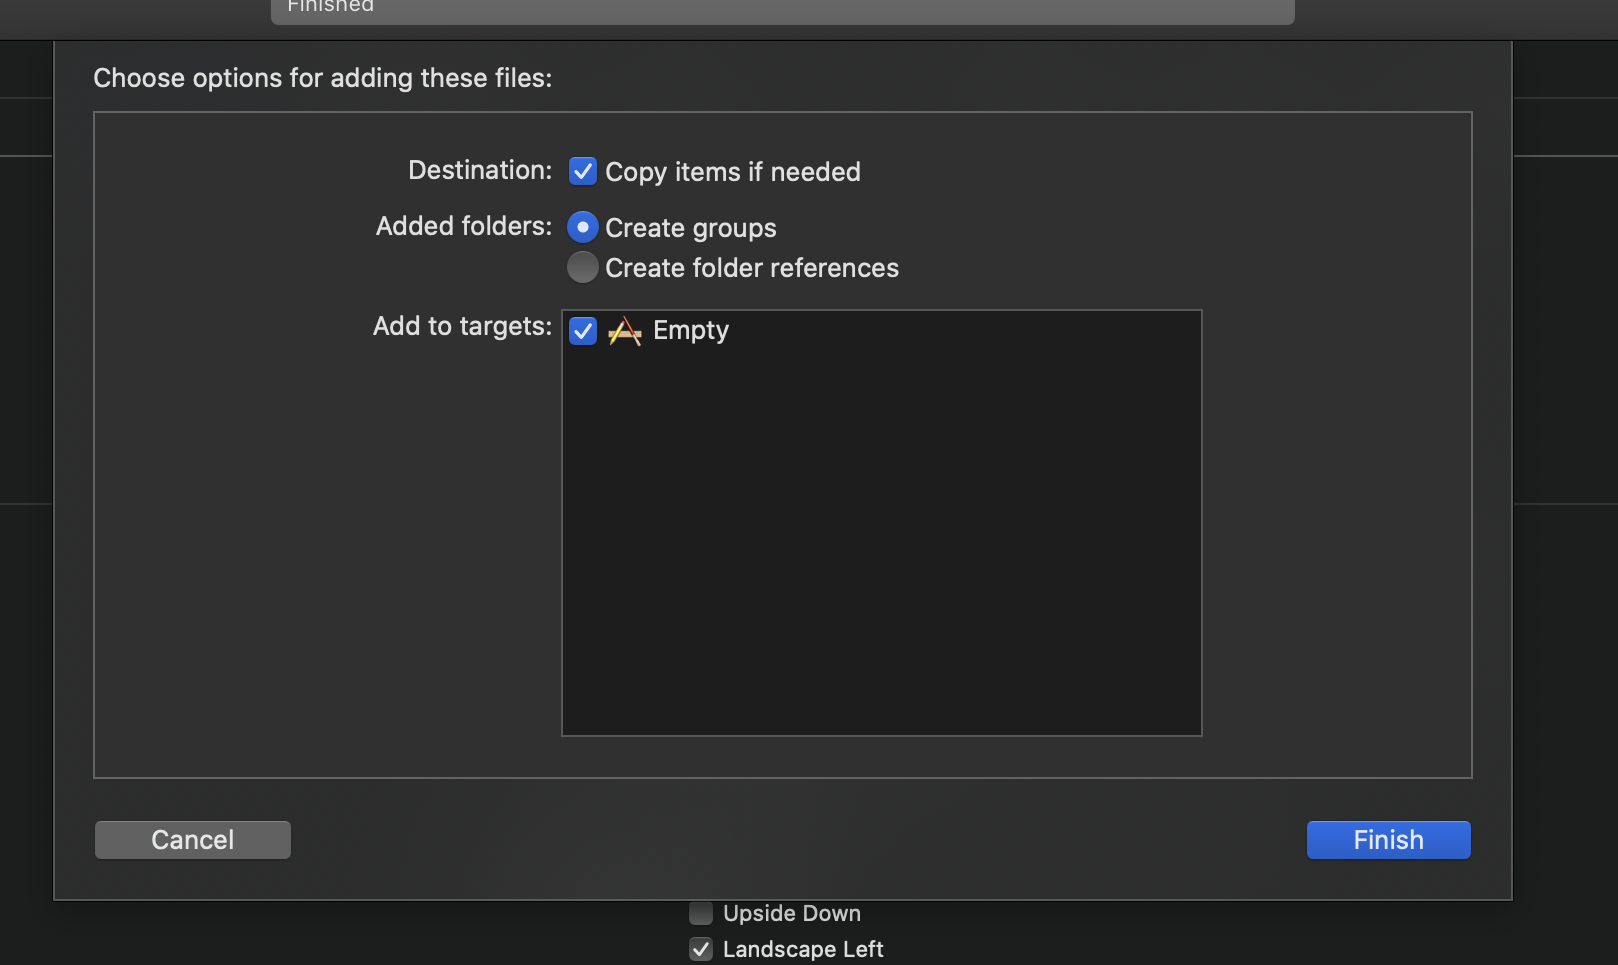 Finished
Choose options for adding these files:
Destination: Copy items if needed
Added folders: Create groups
Create folder references
Add to targets: Empty
Cancel Finish
Upside Down
Landscape Left